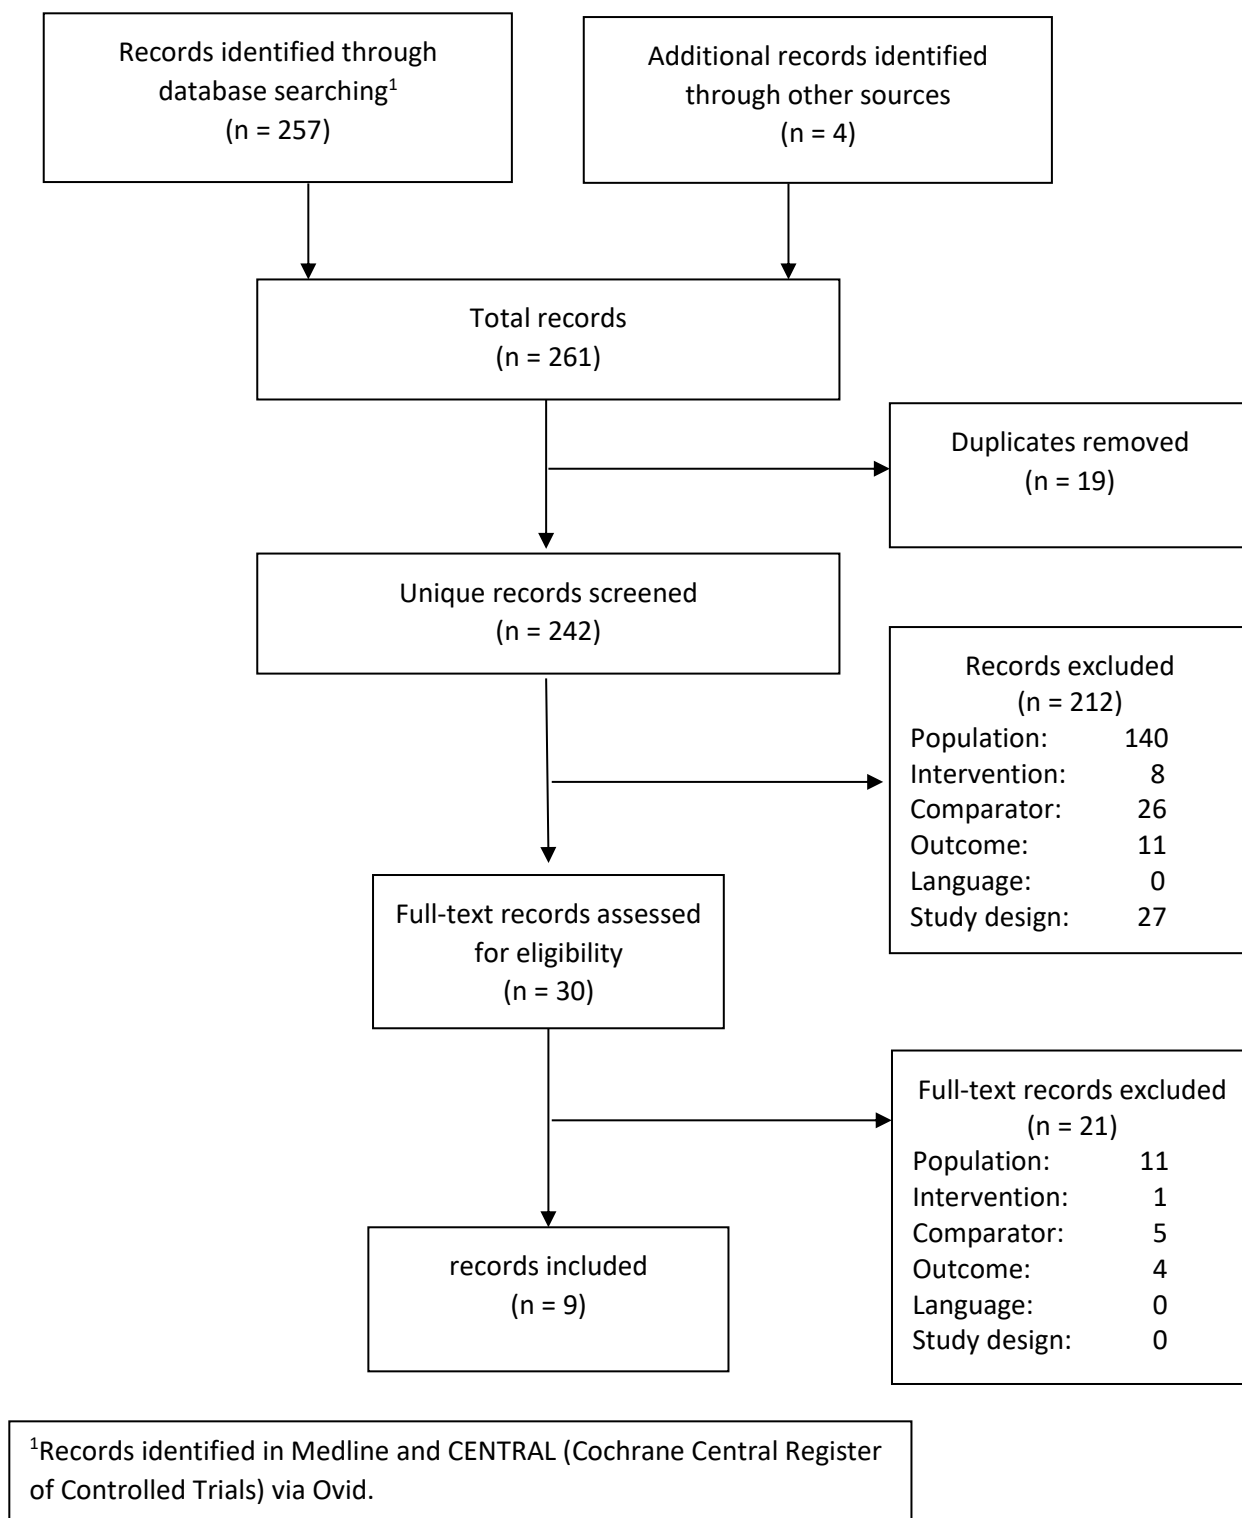 Records identified through
database searching¹
(n = 257)
Additional records identified
through other sources
(n = 4)
Total records
(n = 261)
Duplicates removed
(n = 19)
Unique records screened
(n = 242)
Records excluded
(n = 212)
Population: 140
Intervention: 8
Comparator: 26
Outcome: 11
Language: 0
Study design: 27
Full-text records assessed
for eligibility
(n = 30)
Full-text records excluded
(n = 21)
Population: 11
Intervention: 1
Comparator: 5
Outcome: 4
Language: 0
Study design: 0
records included
(n = 9)
¹Records identified in Medline and CENTRAL (Cochrane Central Register
of Controlled Trials) via Ovid.